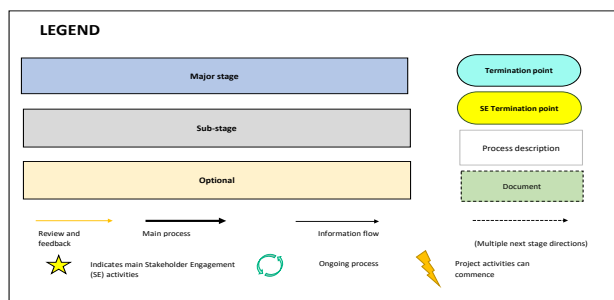 LEGEND
Major stage
Termination point
SE Termination point
Sub-stage
Process description
Optional
Document
Review and
feedback
Main process
Information flow
(Multiple next stage directions)
Indicates main Stakeholder Engagement
(SE) activities
Ongoing process
Project activities can
commence